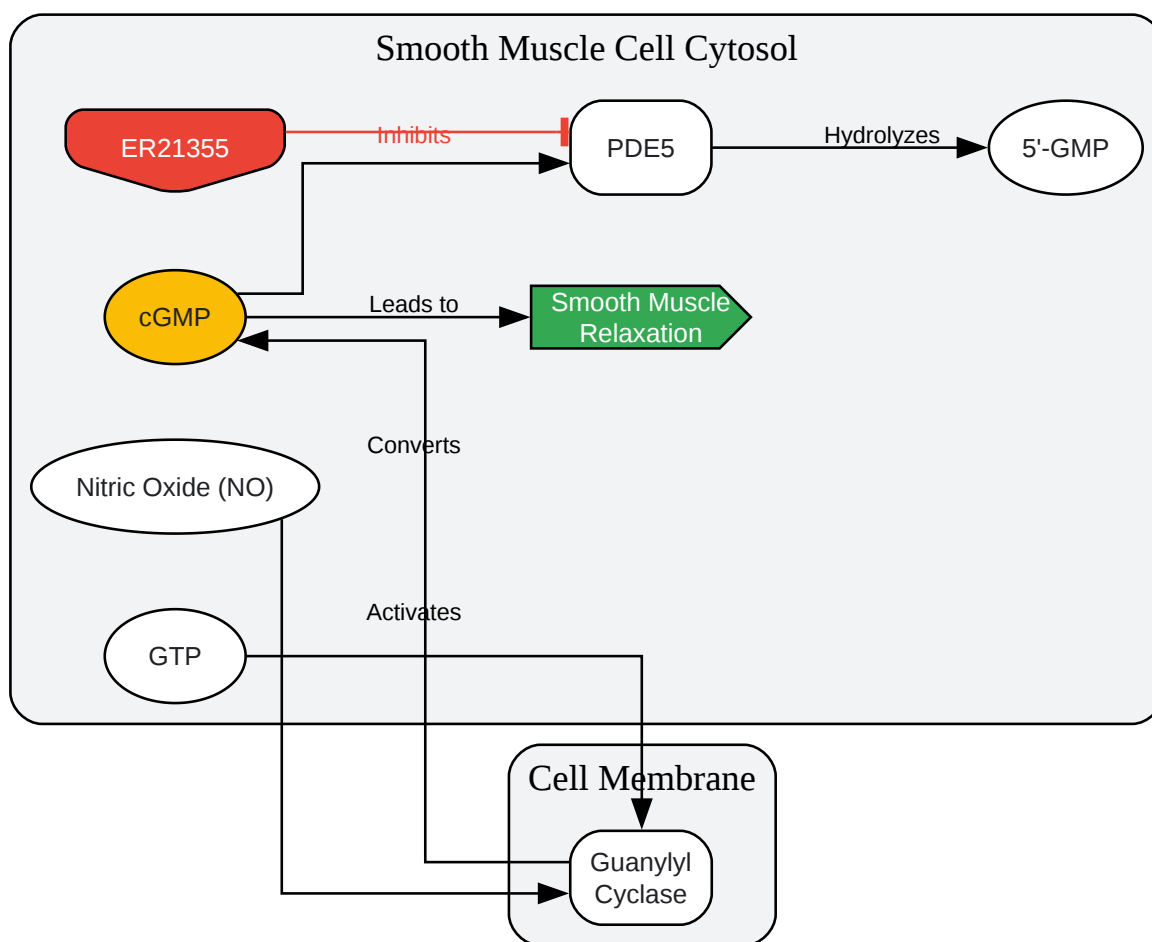 Smooth Muscle Cell Cytosol
ER21355
Inhibits
PDE5
Hydrolyzes
5'-GMP
cGMP
Leads to
Smooth Muscle
Relaxation
Converts
Nitric Oxide (NO)
Activates
GTP
Cell Membrane
Guanylyl
Cyclase